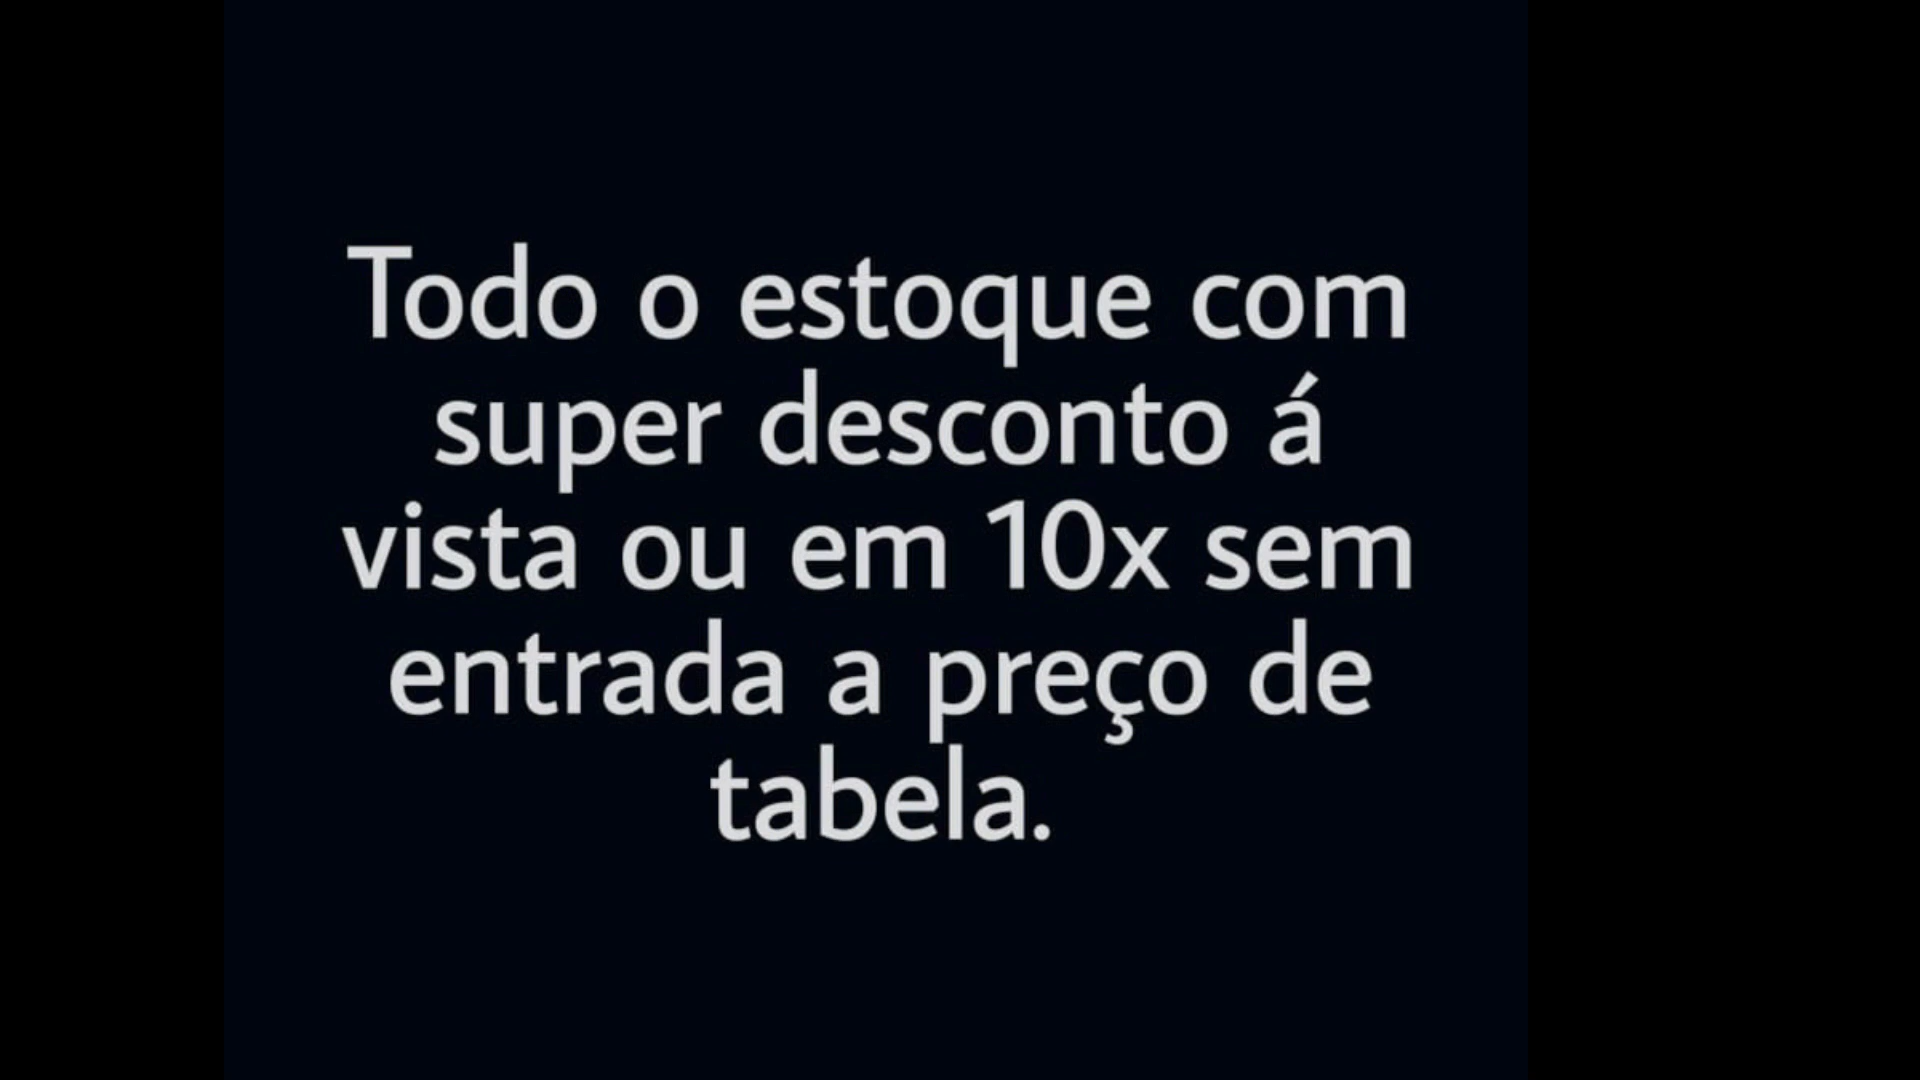 Todo o estoque com
super desconto á
vista ou em 10x sem
entrada a preço de
tabela.